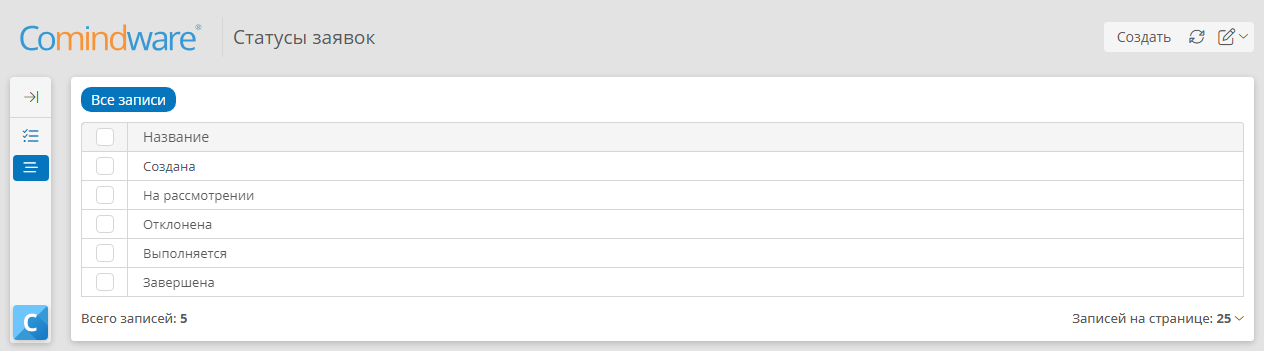 Comindware® Статусы заявок Создать
Все записи
Название
Создана
На рассмотрении
Отклонена
Выполняется
Завершена
C
Всего записей: 5 Записей на странице: 25